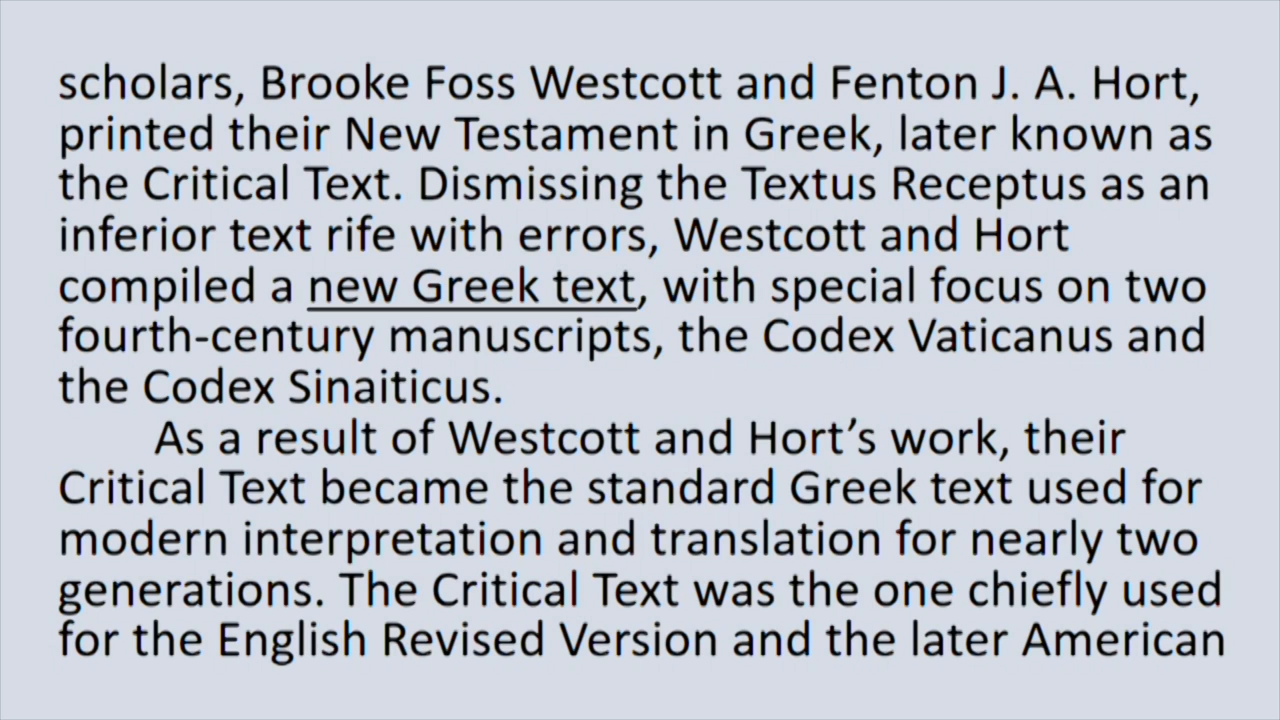 scholars, Brooke Foss Westcott and Fenton J. A. Hort,
printed their New Testament in Greek, later known as
the Critical Text. Dismissing the Textus Receptus as an
inferior text rife with errors, Westcott and Hort
compiled a new Greek text, with special focus on two
fourth-century manuscripts, the Codex Vaticanus and
the Codex Sinaiticus.
As a result of Westcott and Hort’s work, their
Critical Text became the standard Greek text used for
modern interpretation and translation for nearly two
generations. The Critical Text was the one chiefly used
for the English Revised Version and the later American